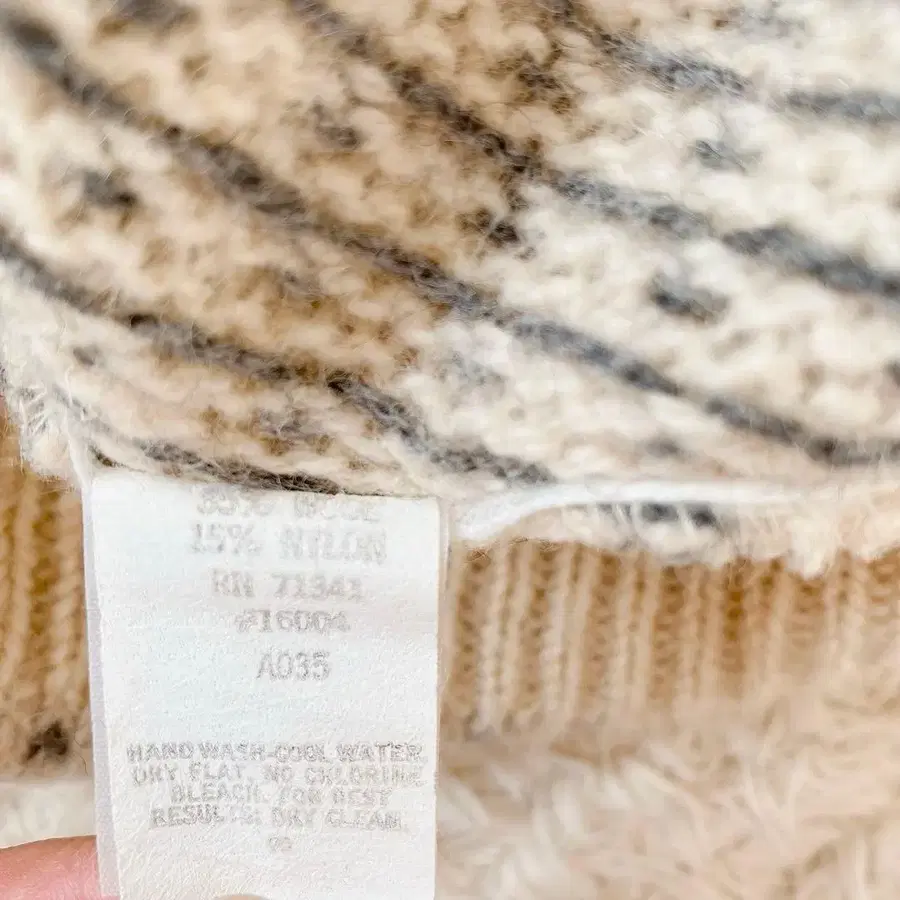 WOOL
15% NYLON
RN 71341
#16004
A035
HAND WASH-COOL WATER
DRY FLAT. NO CHLORINE
BLEACH. FOR BEST
RESULTS: DRY CLEAN.